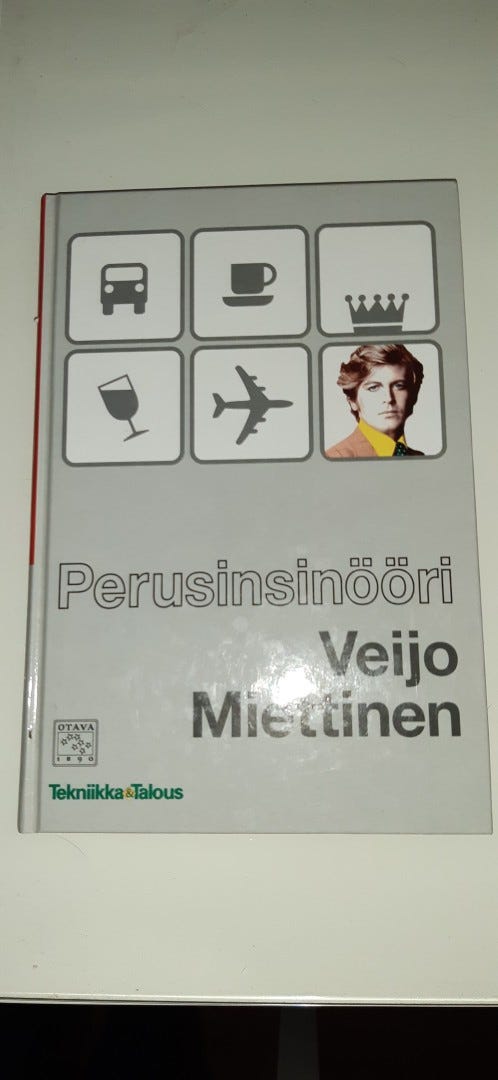 Perusinsinööri
Veijo
Miettinen
OTAVA
1890
Tekniikka&Talous